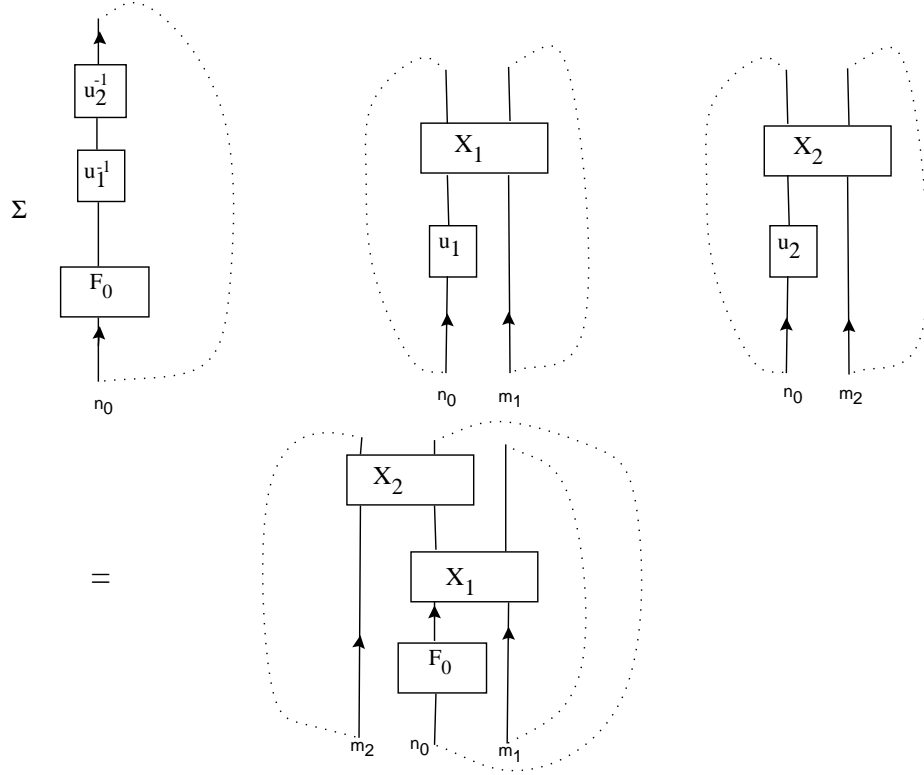 u₂⁻¹
u₁⁻¹
Σ
F₀
n₀
X₁
u₁
n₀ m₁
X₂
u₂
n₀ m₂
=
X₂
X₁
F₀
m₂ n₀ m₁